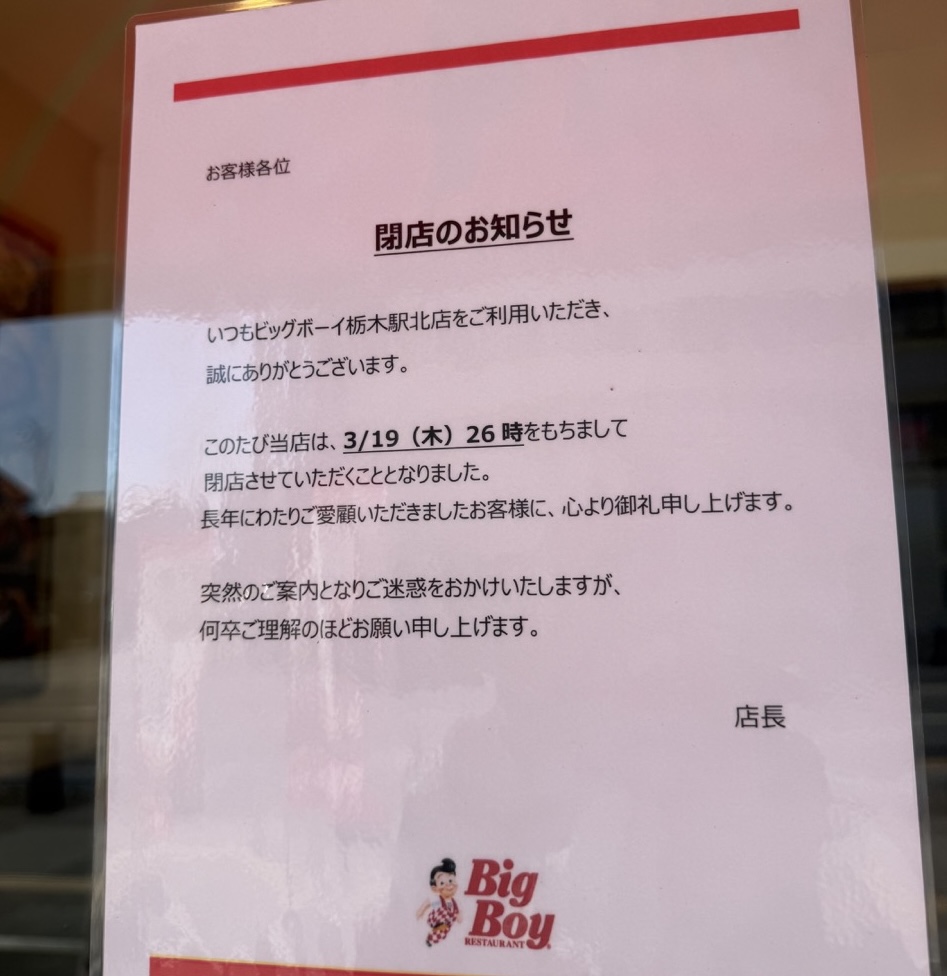 お客様各位
閉店のお知らせ
いつもビッグボーイ栃木駅北店をご利用いただき、
誠にありがとうございます。
このたび当店は、3/19（木）26 時をもちまして
閉店させていただくこととなりました。
長年にわたりご愛顧いただきましたお客様に、心より御礼申し上げます。
突然のご案内となりご迷惑をおかけいたしますが、
何卒ご理解のほどお願い申し上げます。
店長
Big
Boy
RESTAURANT